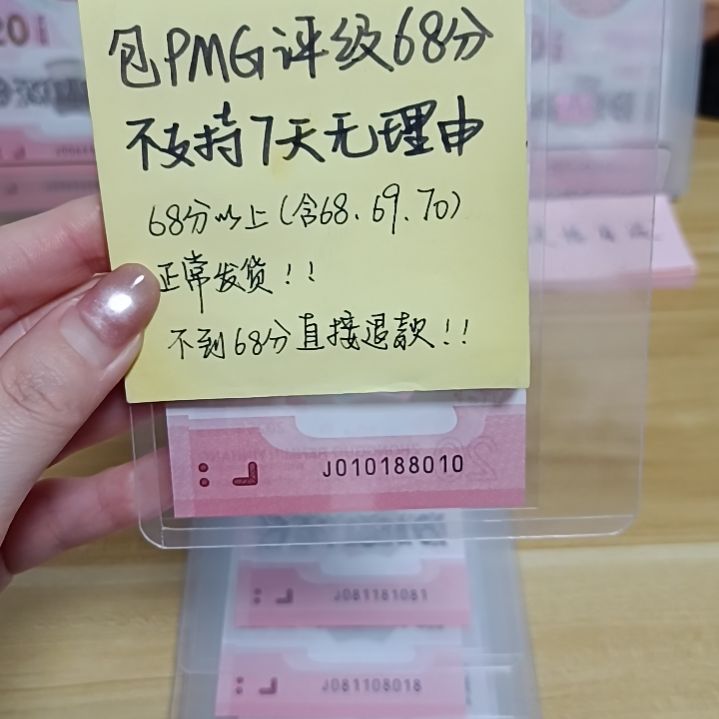 包PMG评级68分
不支持7天无理由
68分以上(含68、69、70)
正常发货！！
不到68分直接退款！！
J010188010
J081181081
J081108018